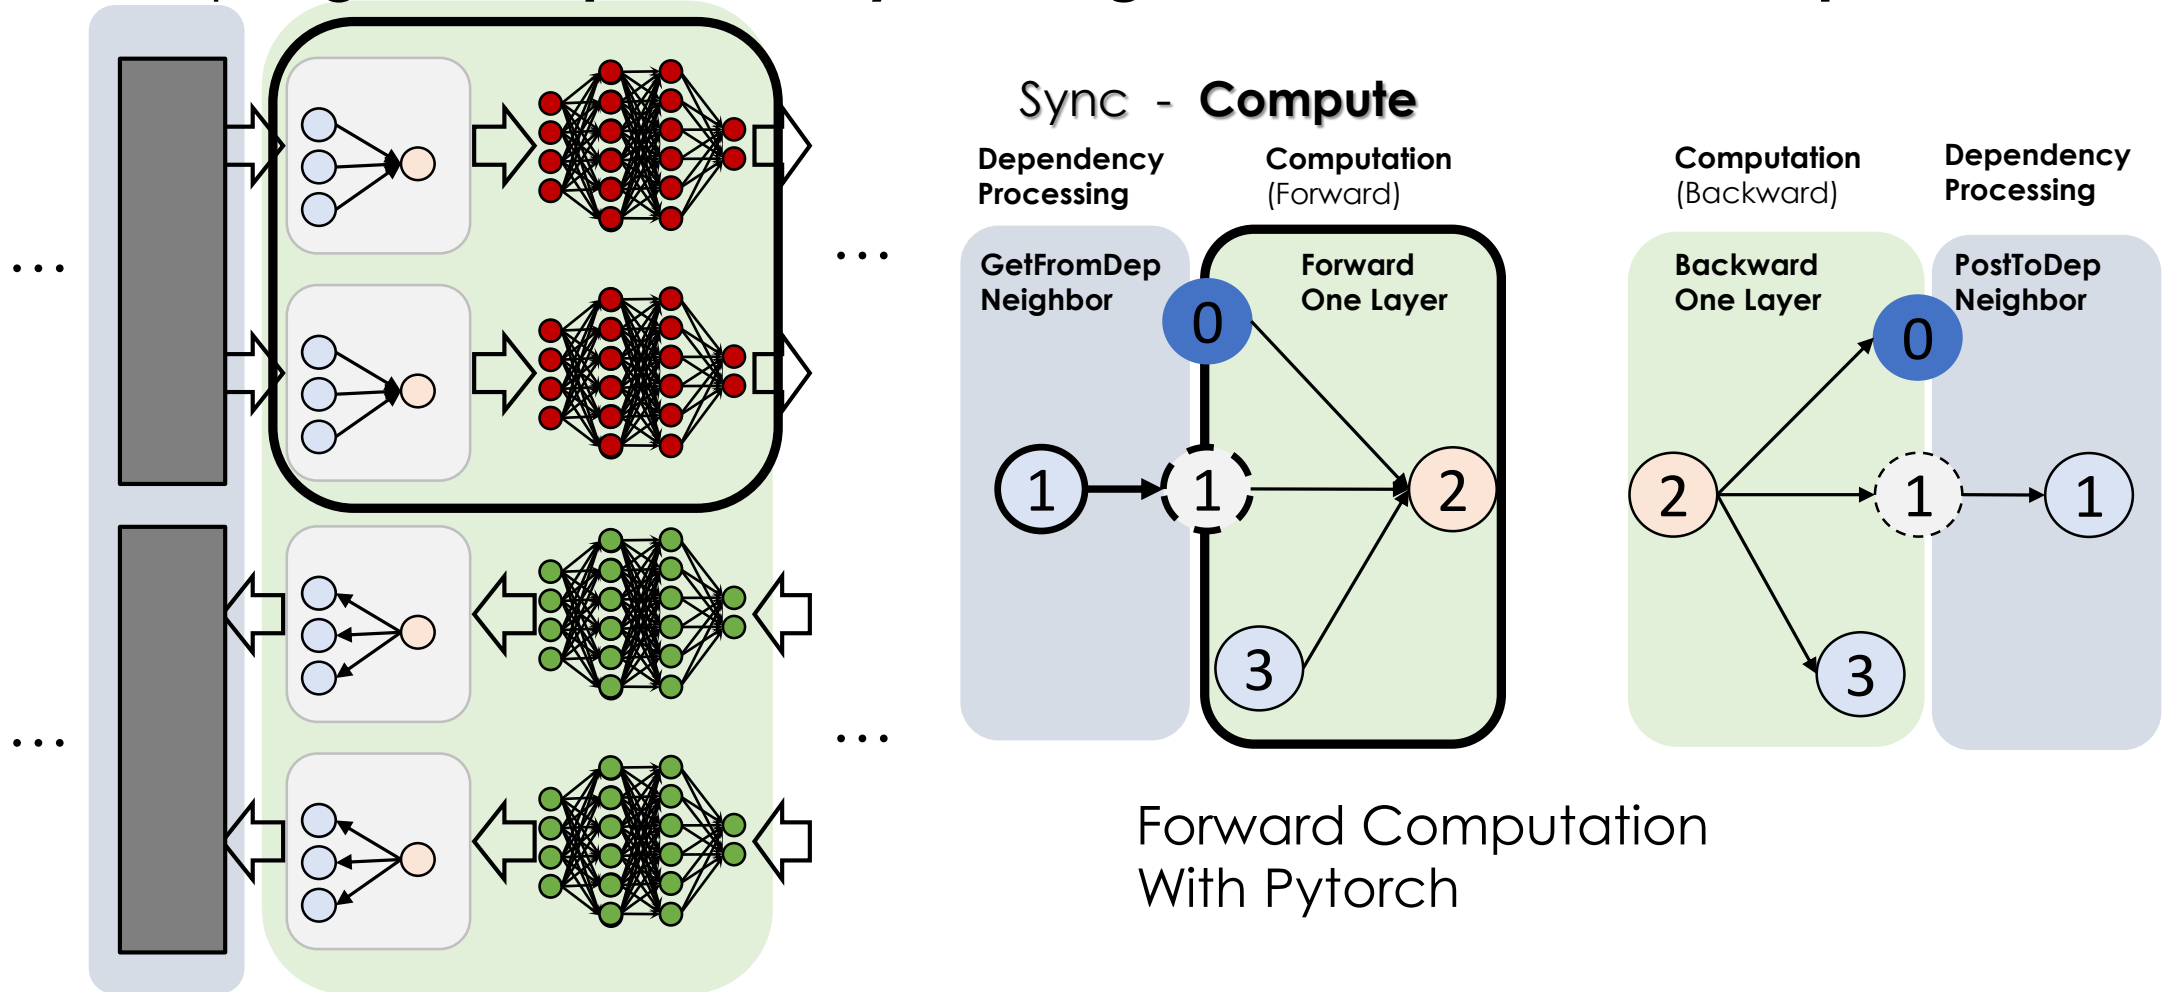 Sync - Compute
Dependency
Processing
Computation
(Forward)
Computation
(Backward)
Dependency
Processing
GetFromDep
Neighbor
Forward
One Layer
Backward
One Layer
PostToDep
Neighbor
0
1
1
2
3
0
2
1
1
3
...
...
...
...
Forward Computation
With Pytorch